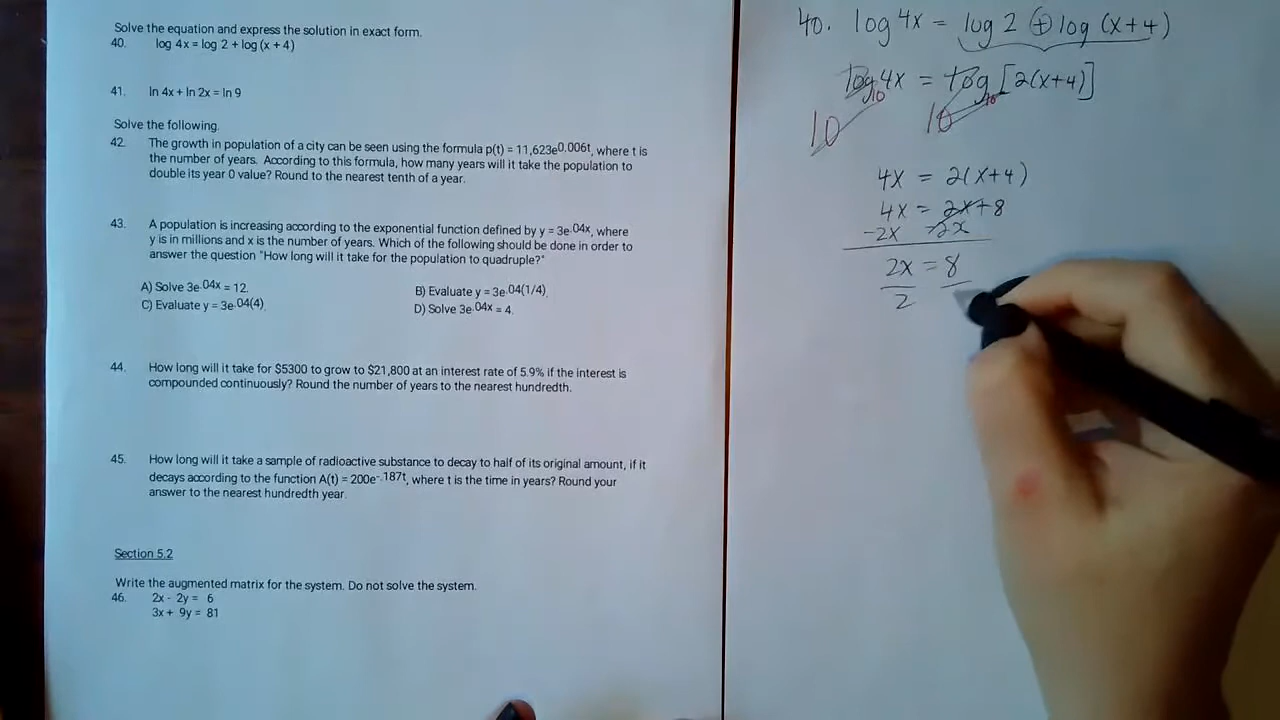 Solve the equation and express the solution in exact form.
40. log 4x = log 2 + log (x + 4)
41. ln 4x + ln 2x = ln 9
Solve the following.
42. The growth in population of a city can be seen using the formula p(t) = 11,623e^0.006t, where t is
the number of years. According to this formula, how many years will it take the population to
double its year 0 value? Round to the nearest tenth of a year.
43. A population is increasing according to the exponential function defined by y = 3e^.04x, where
y is in millions and x is the number of years. Which of the following should be done in order to
answer the question "How long will it take for the population to quadruple?"
A) Solve 3e^.04x = 12. B) Evaluate y = 3e^.04(1/4).
C) Evaluate y = 3e^.04(4). D) Solve 3e^.04x = 4.
44. How long will it take for $5300 to grow to $21,800 at an interest rate of 5.9% if the interest is
compounded continuously? Round the number of years to the nearest hundredth.
45. How long will it take a sample of radioactive substance to decay to half of its original amount, if it
decays according to the function A(t) = 200e^-.187t, where t is the time in years? Round your
answer to the nearest hundredth year.
Section 5.2
Write the augmented matrix for the system. Do not solve the system.
46. 2x - 2y = 6
3x + 9y = 81
40. log 4x = log 2 + log (x+4)
log 10 4x = log 10 [2(x+4)]
10 10
4x = 2(x+4)
4x = 2x+8
-2x -2x
2x = 8
2